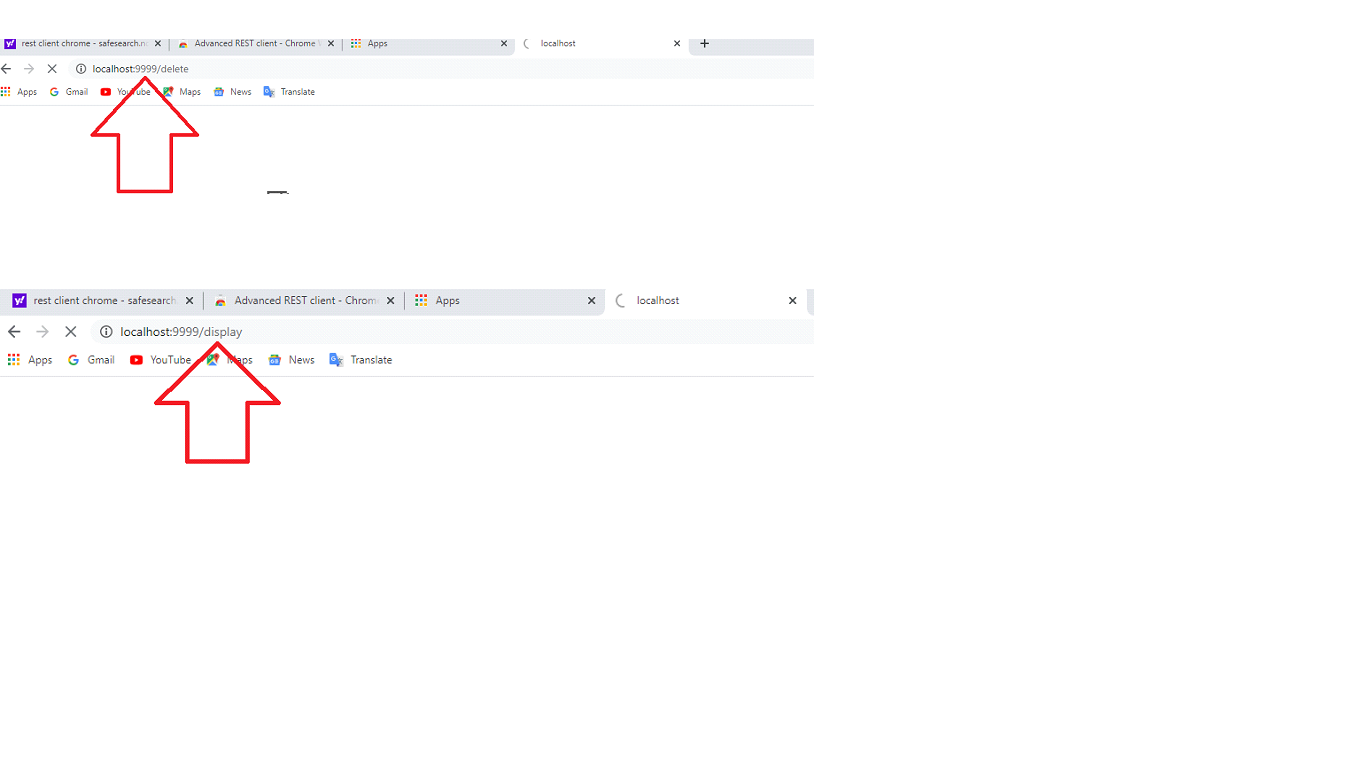 rest client chrome - safesearch.n
Advanced REST client - Chrome
Apps
localhost
localhost:9999/delete
Apps
Gmail
YouTube
Maps
News
Translate
rest client chrome - safesearch
Advanced REST client - Chrome
Apps
localhost
localhost:9999/display
Apps
Gmail
YouTube
Maps
News
Translate